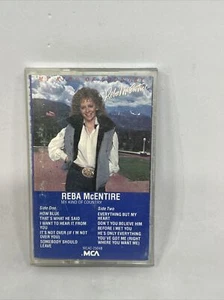 Reba McEntire
REBA McENTIRE
MY KIND OF COUNTRY
Side One
HOW BLUE
THAT'S WHAT HE SAID
I WANT TO HEAR IT FROM
YOU
IT'S NOT OVER (IF I'M NOT
OVER YOU)
SOMEBODY SHOULD
LEAVE
Side Two
EVERYTHING BUT MY
HEART
DON'T YOU BELIEVE HIM
BEFORE I MET YOU
HE'S ONLY EVERYTHING
YOU'VE GOT ME (RIGHT
WHERE YOU WANT ME)
MCA